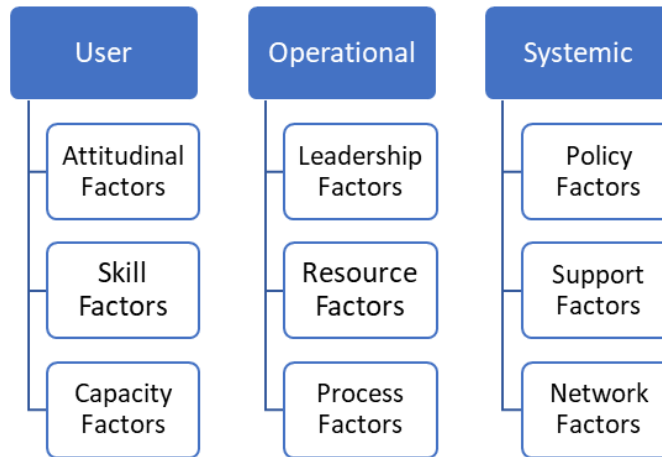 User
Attitudinal
Factors
Skill
Factors
Capacity
Factors
Operational
Leadership
Factors
Resource
Factors
Process
Factors
Systemic
Policy
Factors
Support
Factors
Network
Factors